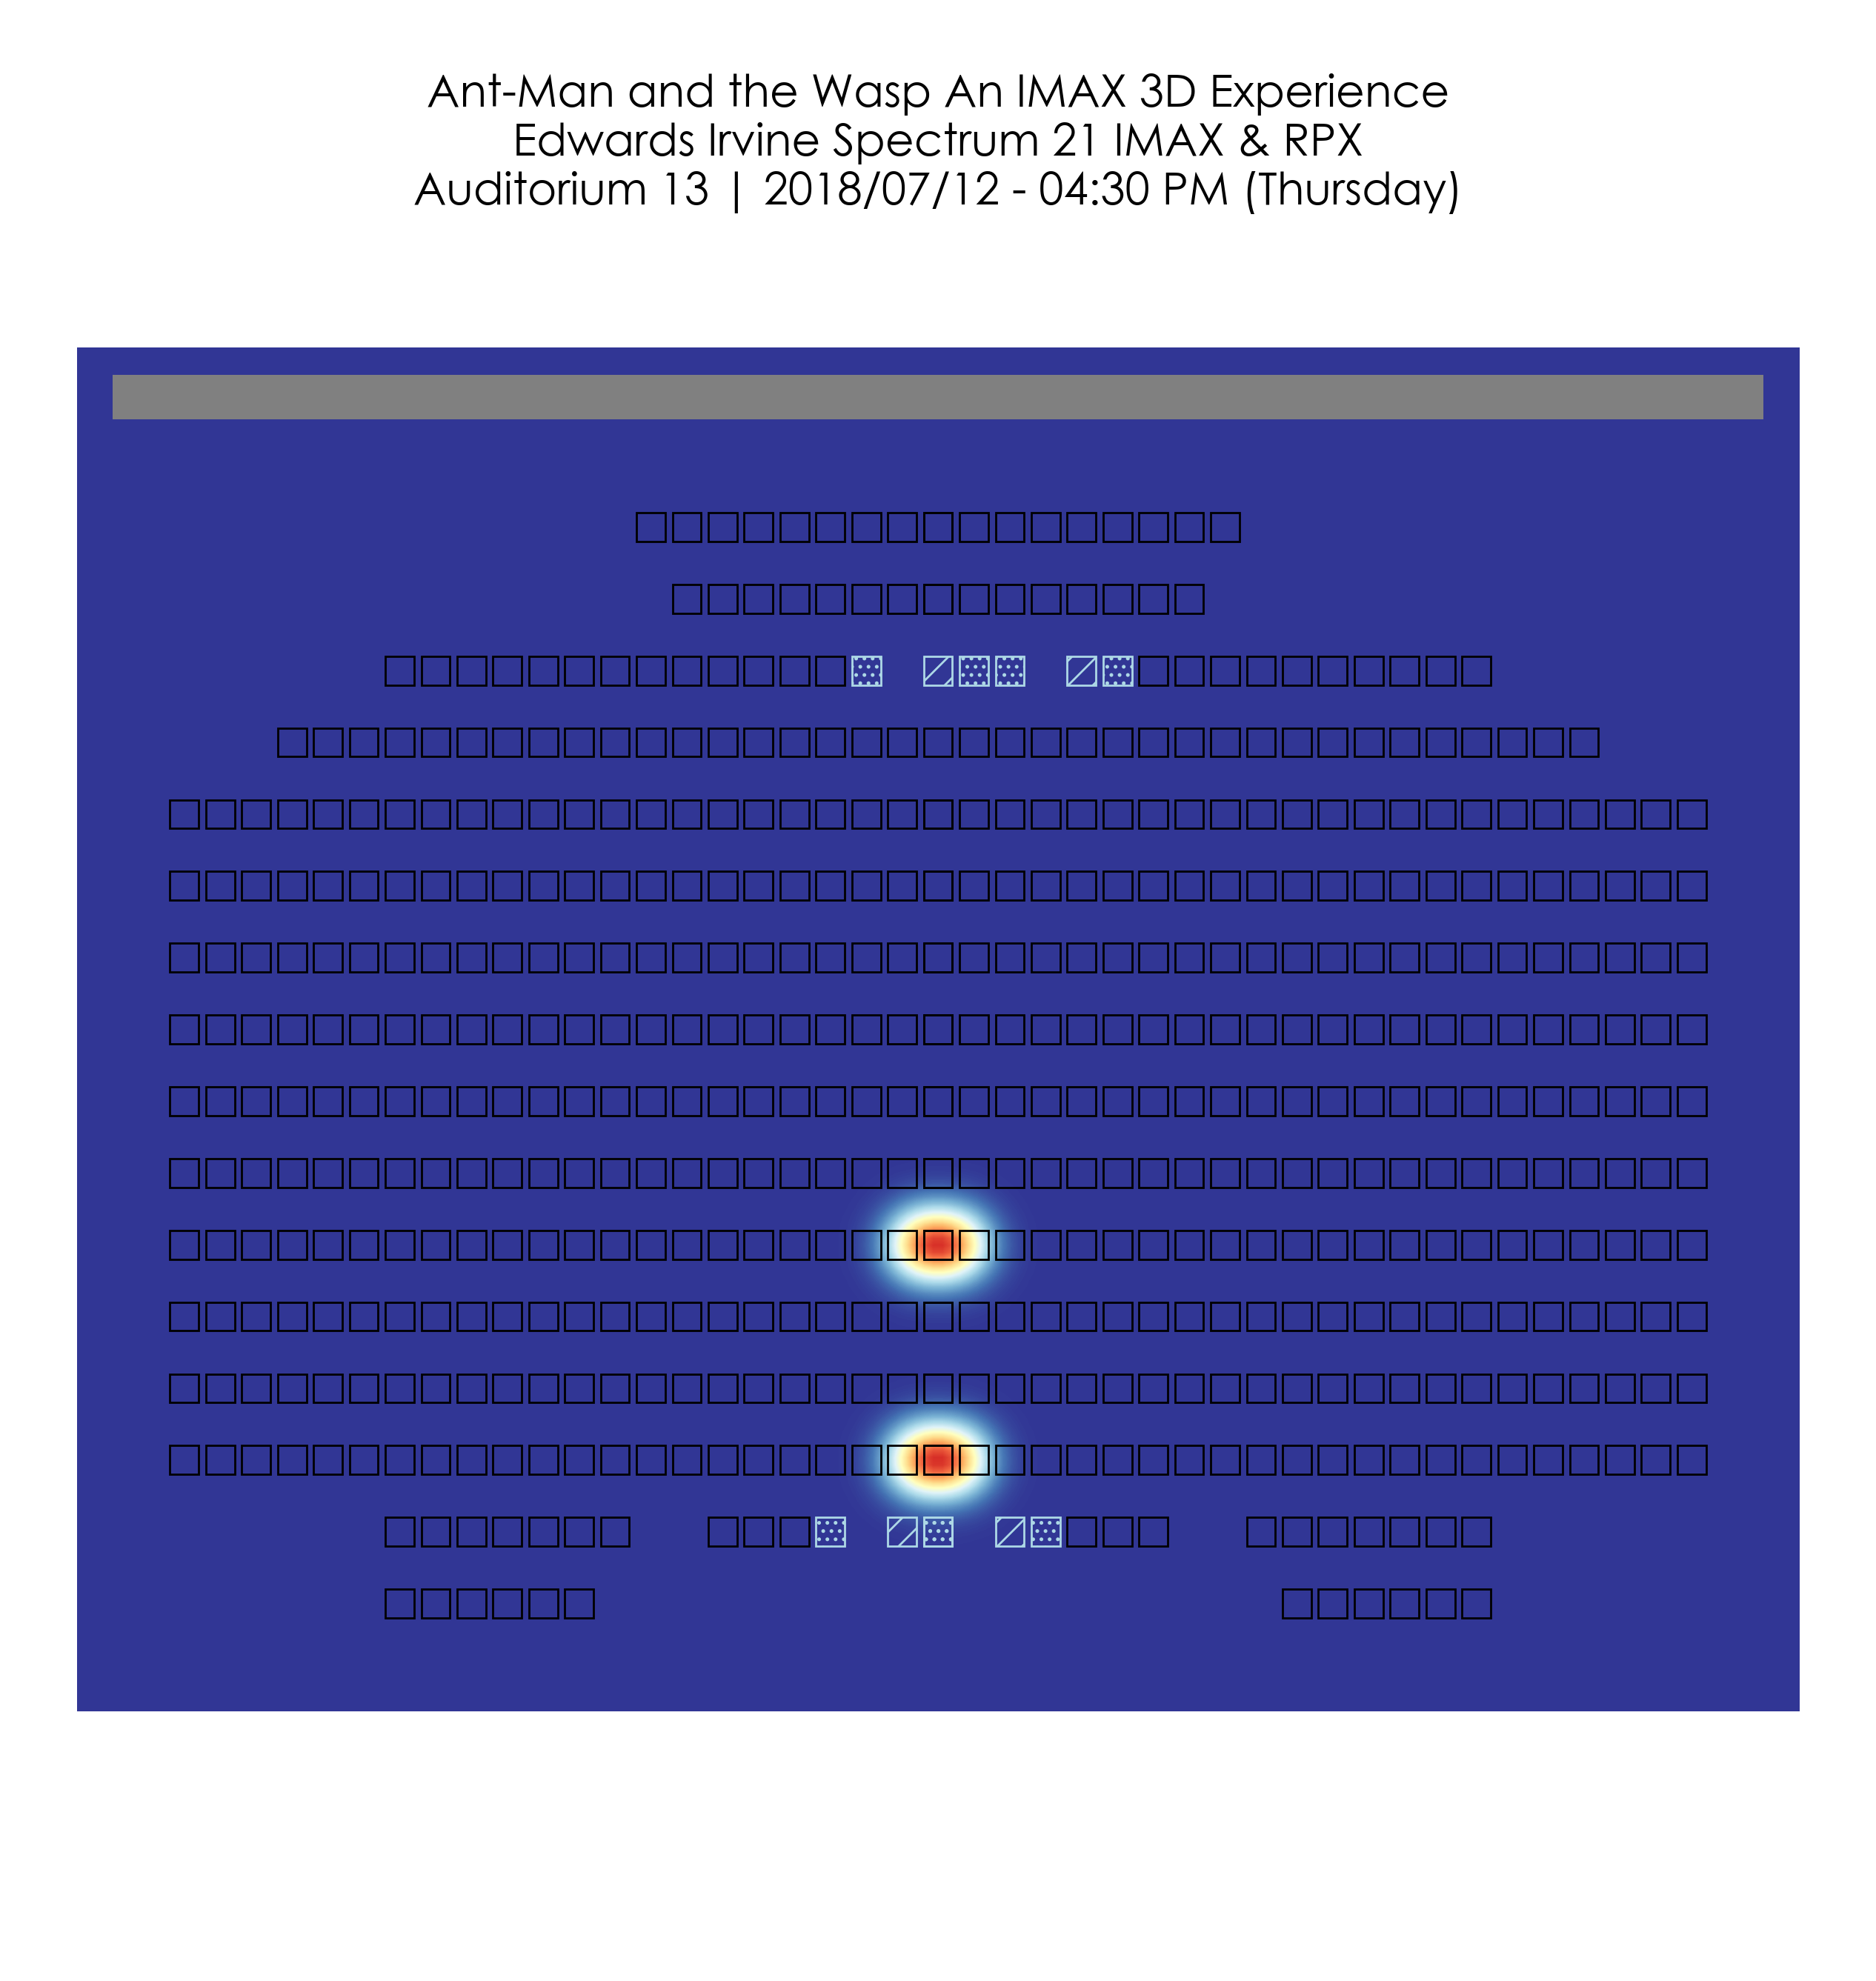 Ant-Man and the Wasp An IMAX 3D Experience
Edwards Irvine Spectrum 21 IMAX & RPX
Auditorium 13 | 2018/07/12 - 04:30 PM (Thursday)